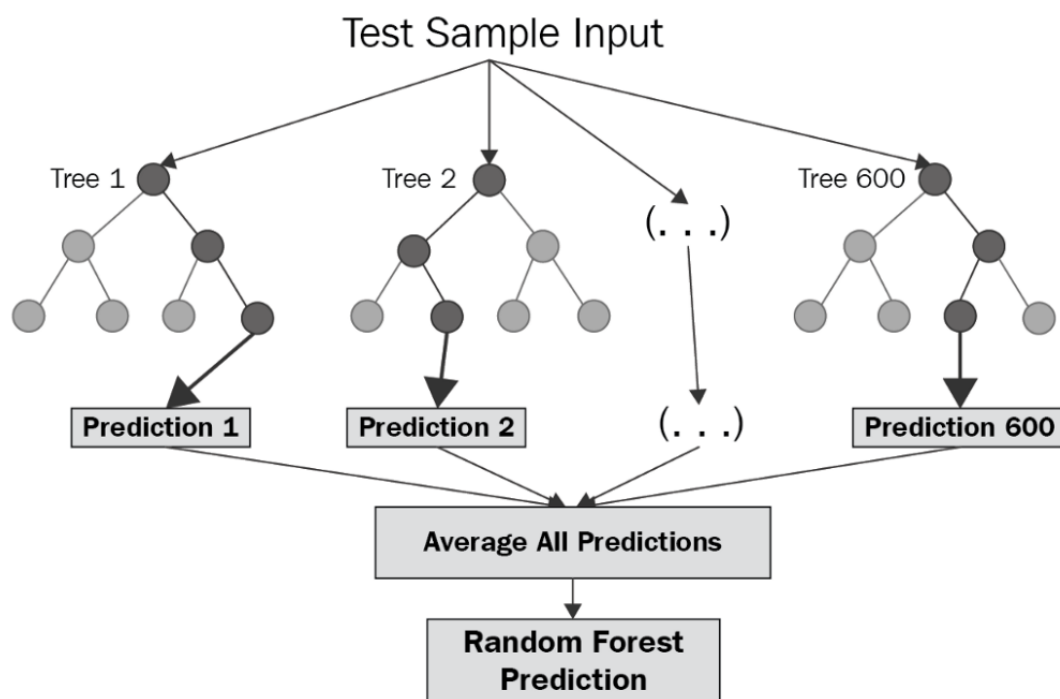 Test Sample Input
Tree 1
Tree 2
Tree 600
(. . .)
(. . .)
Prediction 1
Prediction 2
Prediction 600
Average All Predictions
Random Forest
Prediction